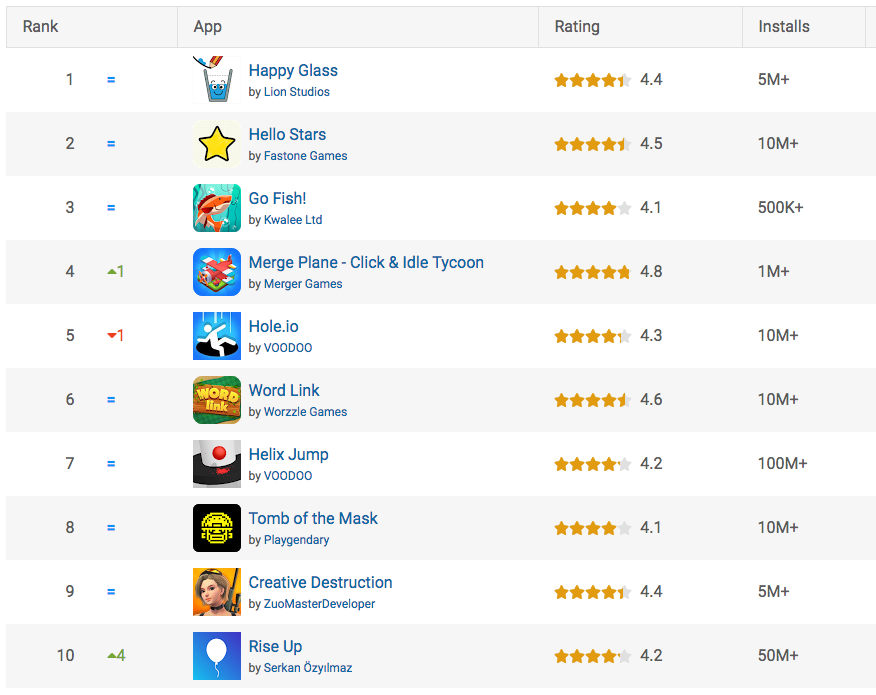 Rank App Rating Installs
1 = Happy Glass 4.4 5M+
by Lion Studios
2 = Hello Stars 4.5 10M+
by Fastone Games
3 = Go Fish! 4.1 500K+
by Kwalee Ltd
4 1 Merge Plane - Click & Idle Tycoon 4.8 1M+
by Merger Games
5 1 Hole.io 4.3 10M+
by VOODOO
6 = WORD link Word Link 4.6 10M+
by Worzzle Games
7 = Helix Jump 4.2 100M+
by VOODOO
8 = Tomb of the Mask 4.1 10M+
by Playgendary
9 = Creative Destruction 4.4 5M+
by ZuoMasterDeveloper
10 4 Rise Up 4.2 50M+
by Serkan Özyılmaz